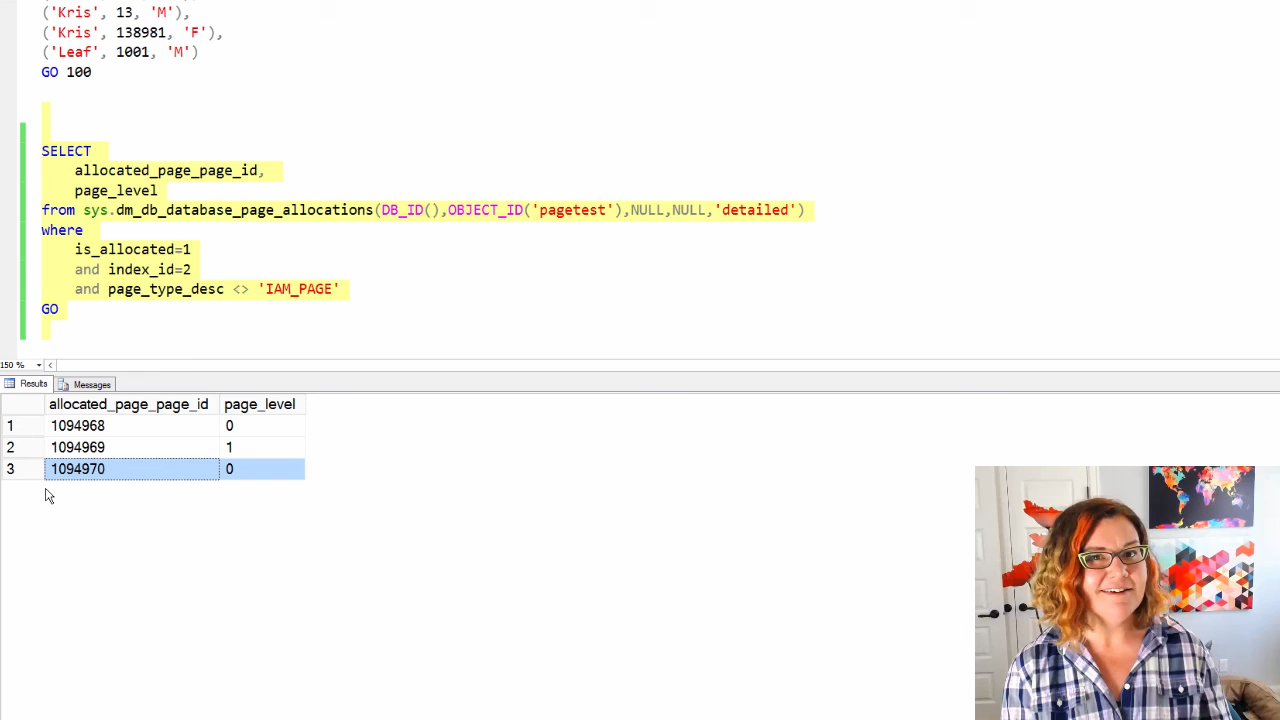 ('Kris', 13, 'M'),
('Kris', 138981, 'F'),
('Leaf', 1001, 'M')
GO 100
SELECT
allocated_page_page_id,
page_level
from sys.dm_db_database_page_allocations(DB_ID(),OBJECT_ID('pagetest'),NULL,NULL,'detailed')
where
is_allocated=1
and index_id=2
and page_type_desc <> 'IAM_PAGE'
GO
150 %
Results Messages
allocated_page_page_id page_level
1 1094968 0
2 1094969 1
3 1094970 0